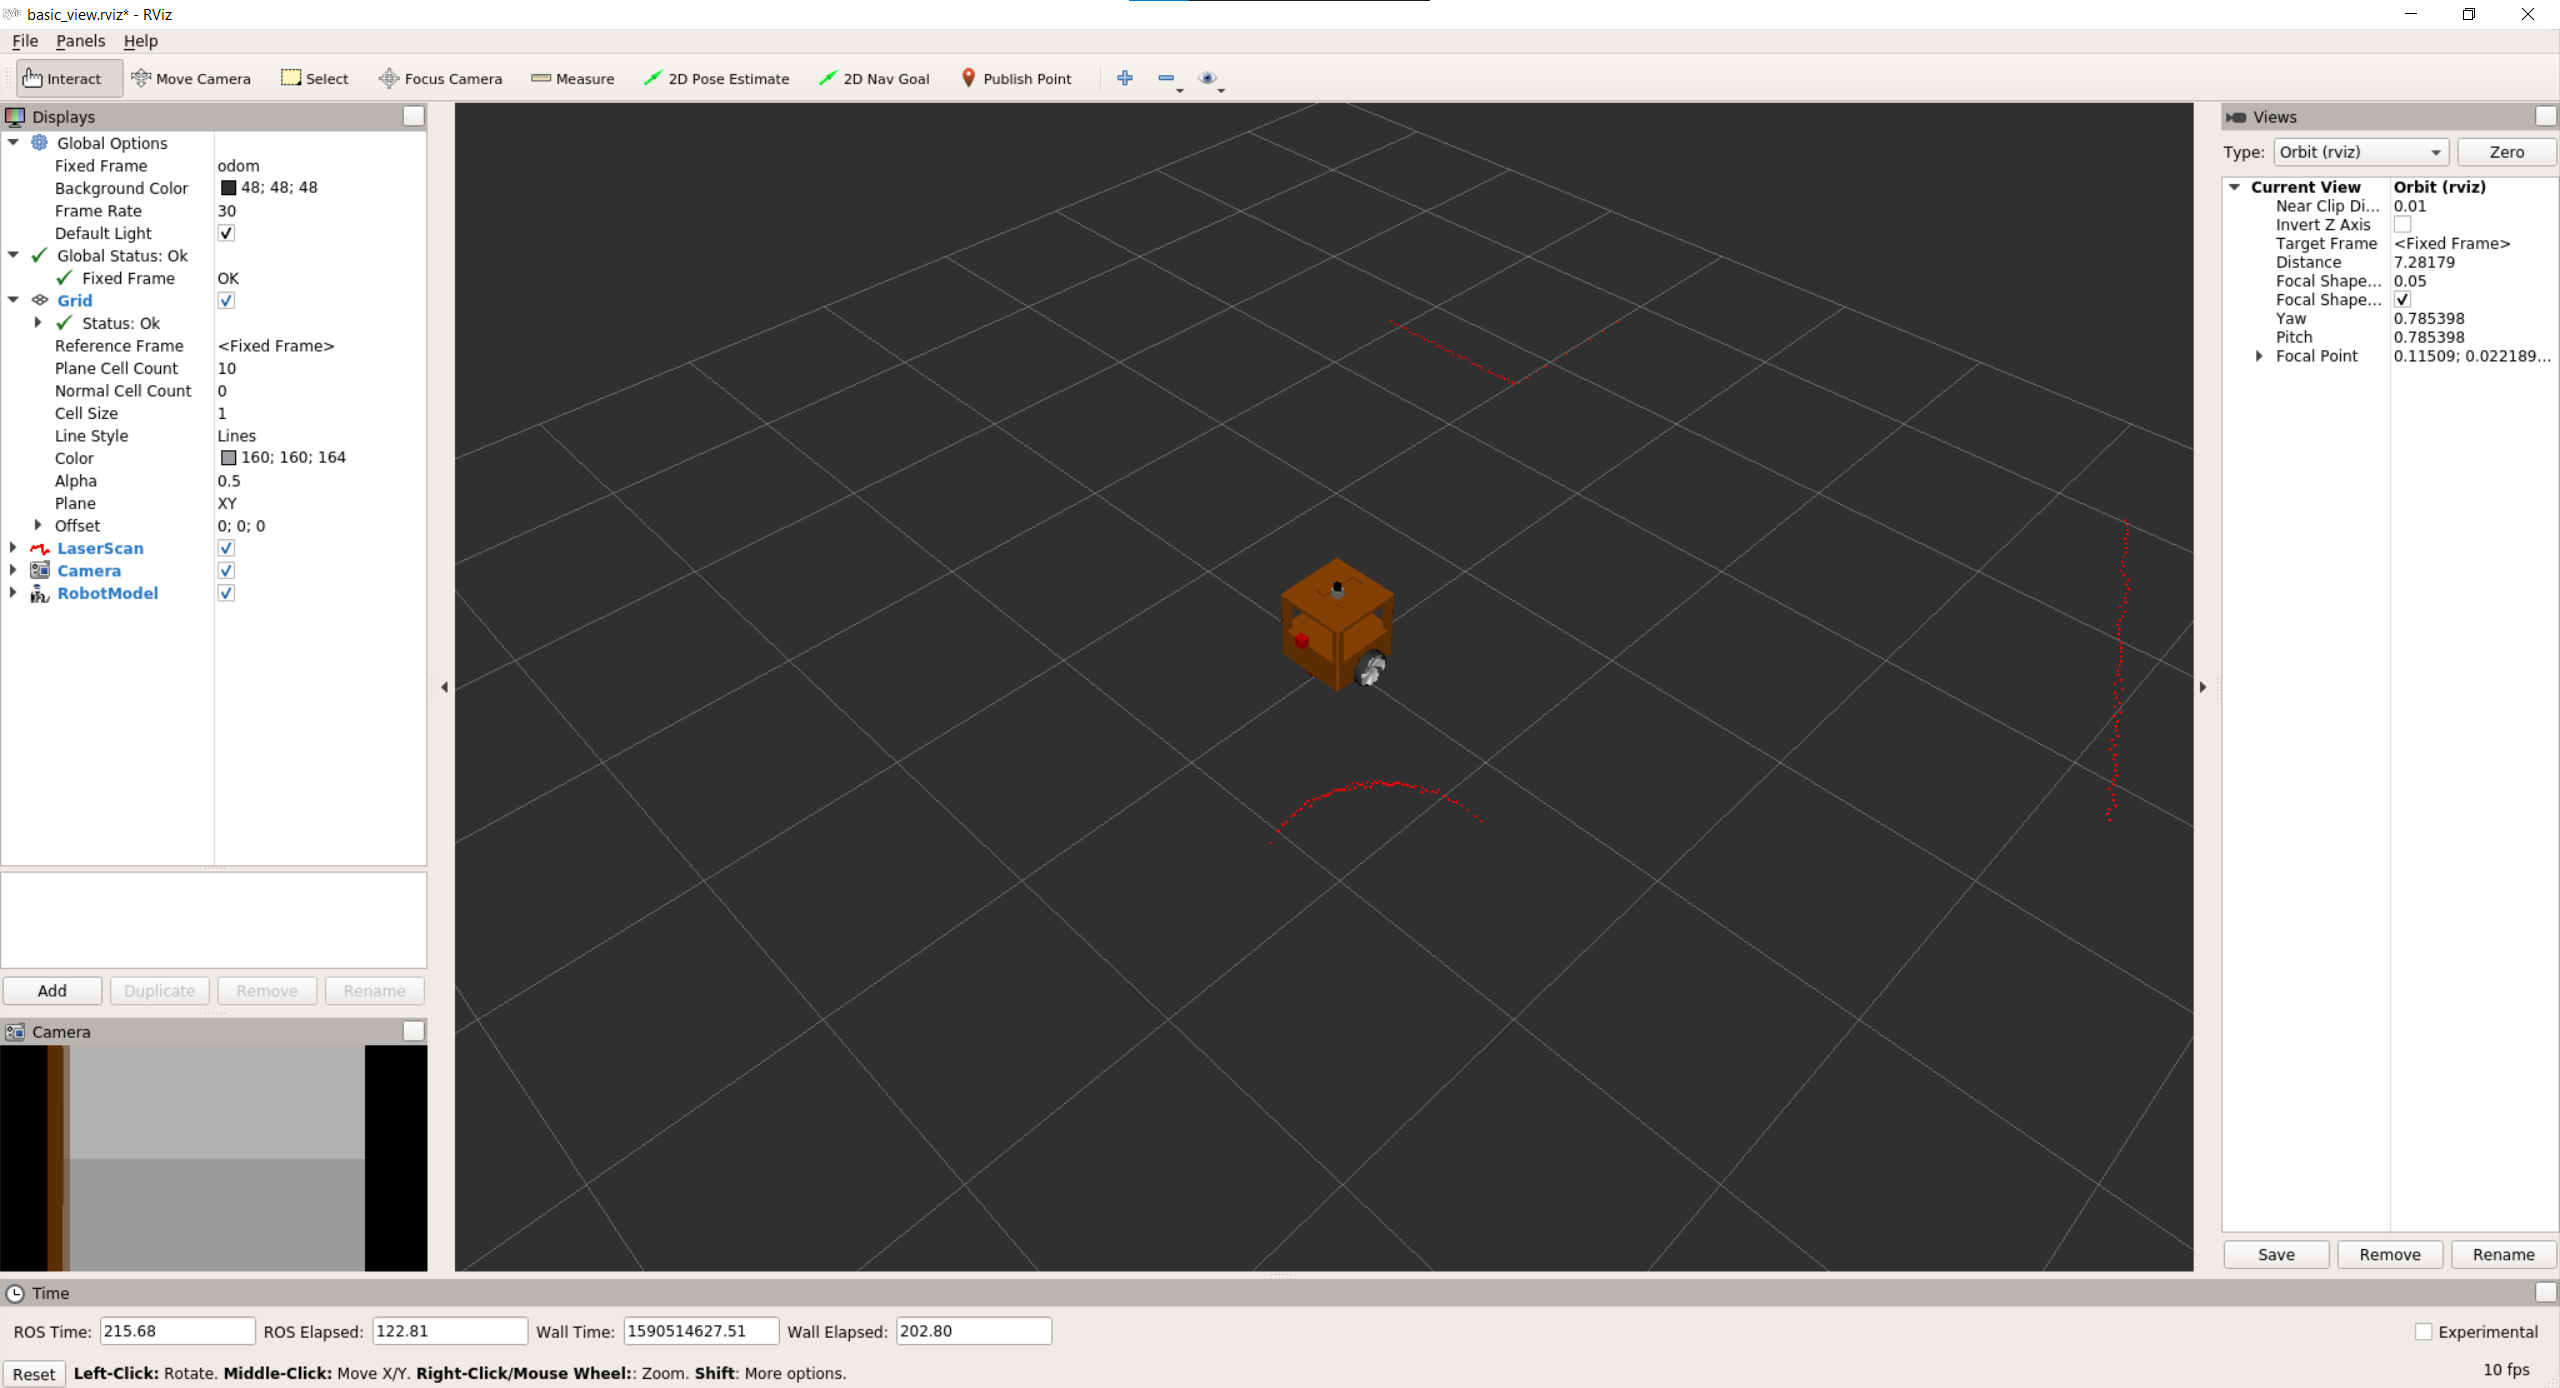 basic_view.rviz* - RViz
File Panels Help
Interact Move Camera Select Focus Camera Measure 2D Pose Estimate 2D Nav Goal Publish Point
Displays
Global Options
Fixed Frame odom
Background Color 48; 48; 48
Frame Rate 30
Default Light
Global Status: Ok
Fixed Frame OK
Grid
Status: Ok
Reference Frame <Fixed Frame>
Plane Cell Count 10
Normal Cell Count 0
Cell Size 1
Line Style Lines
Color 160; 160; 164
Alpha 0.5
Plane XY
Offset 0; 0; 0
LaserScan
Camera
RobotModel
Add Duplicate Remove Rename
Camera
Views
Type: Orbit (rviz) Zero
Current View Orbit (rviz)
Near Clip Di... 0.01
Invert Z Axis
Target Frame <Fixed Frame>
Distance 7.28179
Focal Shape... 0.05
Focal Shape...
Yaw 0.785398
Pitch 0.785398
Focal Point 0.11509; 0.022189...
Save Remove Rename
Time
ROS Time: 215.68 ROS Elapsed: 122.81 Wall Time: 1590514627.51 Wall Elapsed: 202.80 Experimental
Reset Left-Click: Rotate. Middle-Click: Move X/Y. Right-Click/Mouse Wheel:: Zoom. Shift: More options. 10 fps